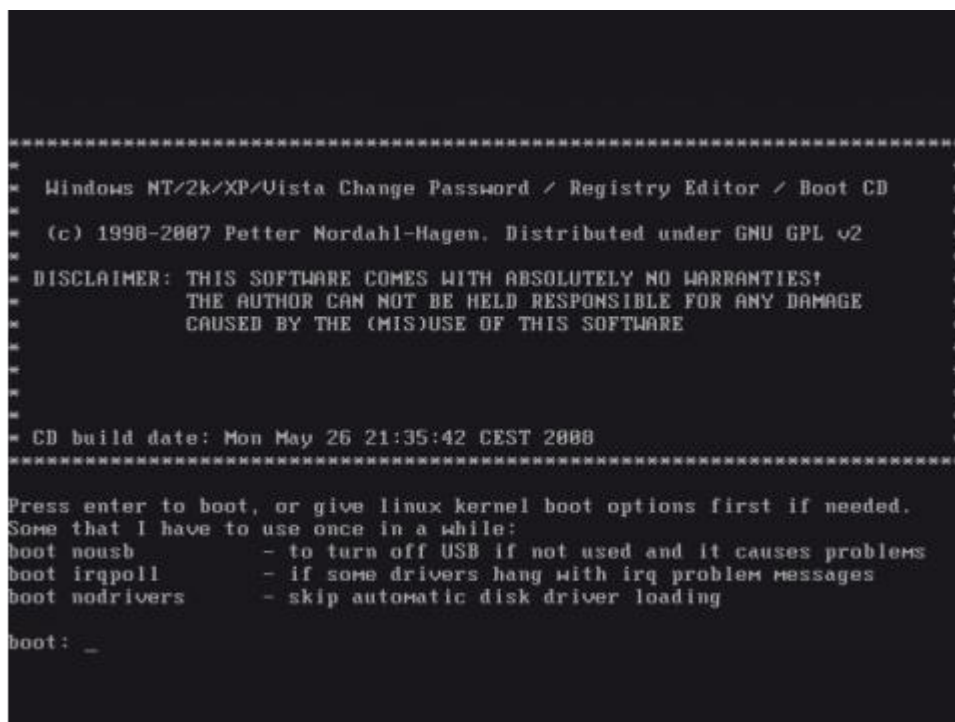 ***************************************************************************
*
* Windows NT/2k/XP/Vista Change Password / Registry Editor / Boot CD *
*
* (c) 1998-2007 Petter Nordahl-Hagen. Distributed under GNU GPL v2 *
*
* DISCLAIMER: THIS SOFTWARE COMES WITH ABSOLUTELY NO WARRANTIES! *
* THE AUTHOR CAN NOT BE HELD RESPONSIBLE FOR ANY DAMAGE *
* CAUSED BY THE (MIS)USE OF THIS SOFTWARE *
*
*
*
*
* CD build date: Mon May 26 21:35:42 CEST 2008 *
***************************************************************************
Press enter to boot, or give linux kernel boot options first if needed.
Some that I have to use once in a while:
boot nousb - to turn off USB if not used and it causes problems
boot irqpoll - if some drivers hang with irq problem messages
boot nodrivers - skip automatic disk driver loading
boot: _